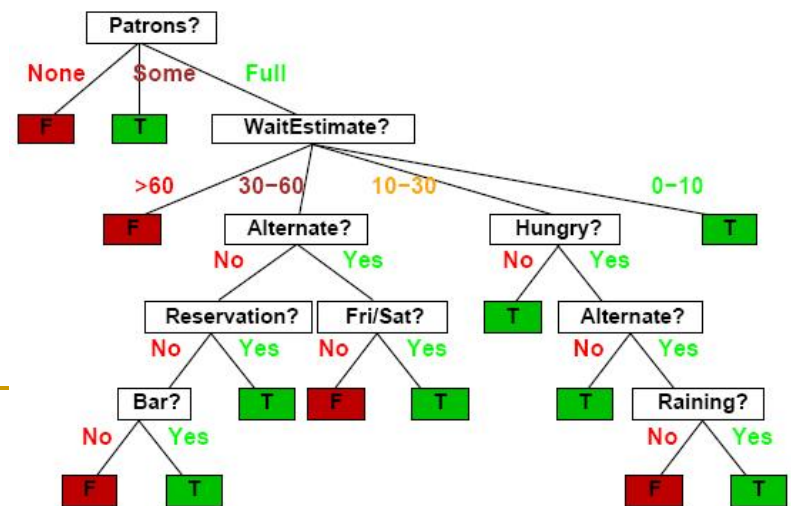 Patrons?
None Some Full
F T WaitEstimate?
>60 30−60 10−30 0−10
F Alternate? Hungry? T
No Yes No Yes
Reservation? Fri/Sat? T Alternate?
No Yes No Yes No Yes
Bar? T F T T Raining?
No Yes No Yes
F T F T